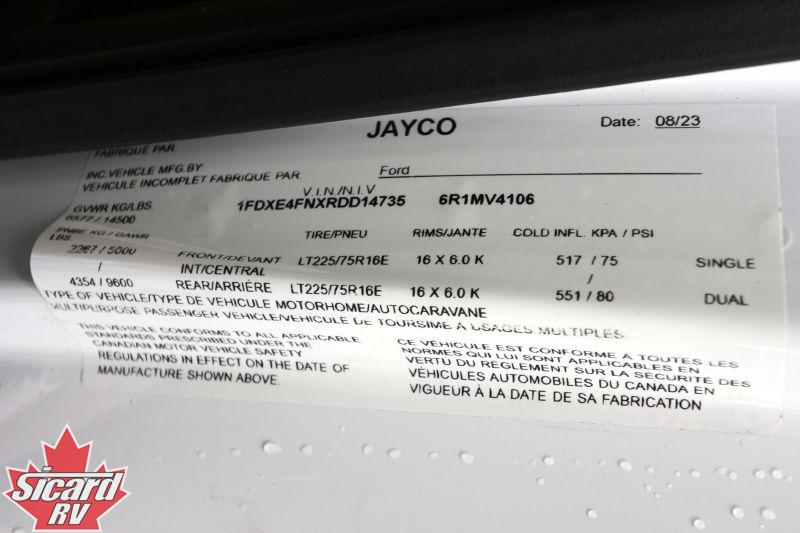 JAYCO Date: 08/23
FABRIQUÉ PAR:
INC. VEHICLE MFG. BY:
VÉHICULE INCOMPLET FABRIQUÉ PAR: Ford
V.I.N./N.I.V
GVWR KG/LBS 1FDXE4FNXRDD14735 6R1MV4106
6577 / 14500
PNBE KG / GAWR TIRE/PNEU RIMS/JANTE COLD INFL. KPA / PSI
LBS
2267 / 5000 FRONT/DEVANT LT225/75R16E 16 X 6.0 K 517 / 75 SINGLE
/ INT/CENTRAL /
4354 / 9600 REAR/ARRIÈRE LT225/75R16E 16 X 6.0 K 551 / 80 DUAL
TYPE OF VEHICLE/TYPE DE VÉHICULE MOTORHOME/AUTOCARAVANE
MULTIPURPOSE PASSENGER VEHICLE/VÉHICULE DE TOURSIME A USAGES MULTIPLES
THIS VEHICLE CONFORMS TO ALL APPLICABLE
STANDARDS PRESCRIBED UNDER THE
CANADIAN MOTOR VEHICLE SAFETY
REGULATIONS IN EFFECT ON THE DATE OF
MANUFACTURE SHOWN ABOVE.
CE VÉHICULE EST CONFORME À TOUTES LES
NORMES QUI LUI SONT APPLICABLES EN
VERTU DU RÈGLEMENT SUR LA SÉCURITÉ DES
VÉHICULES AUTOMOBILES DU CANADA EN
VIGUEUR À LA DATE DE SA FABRICATION
Sicard
RV